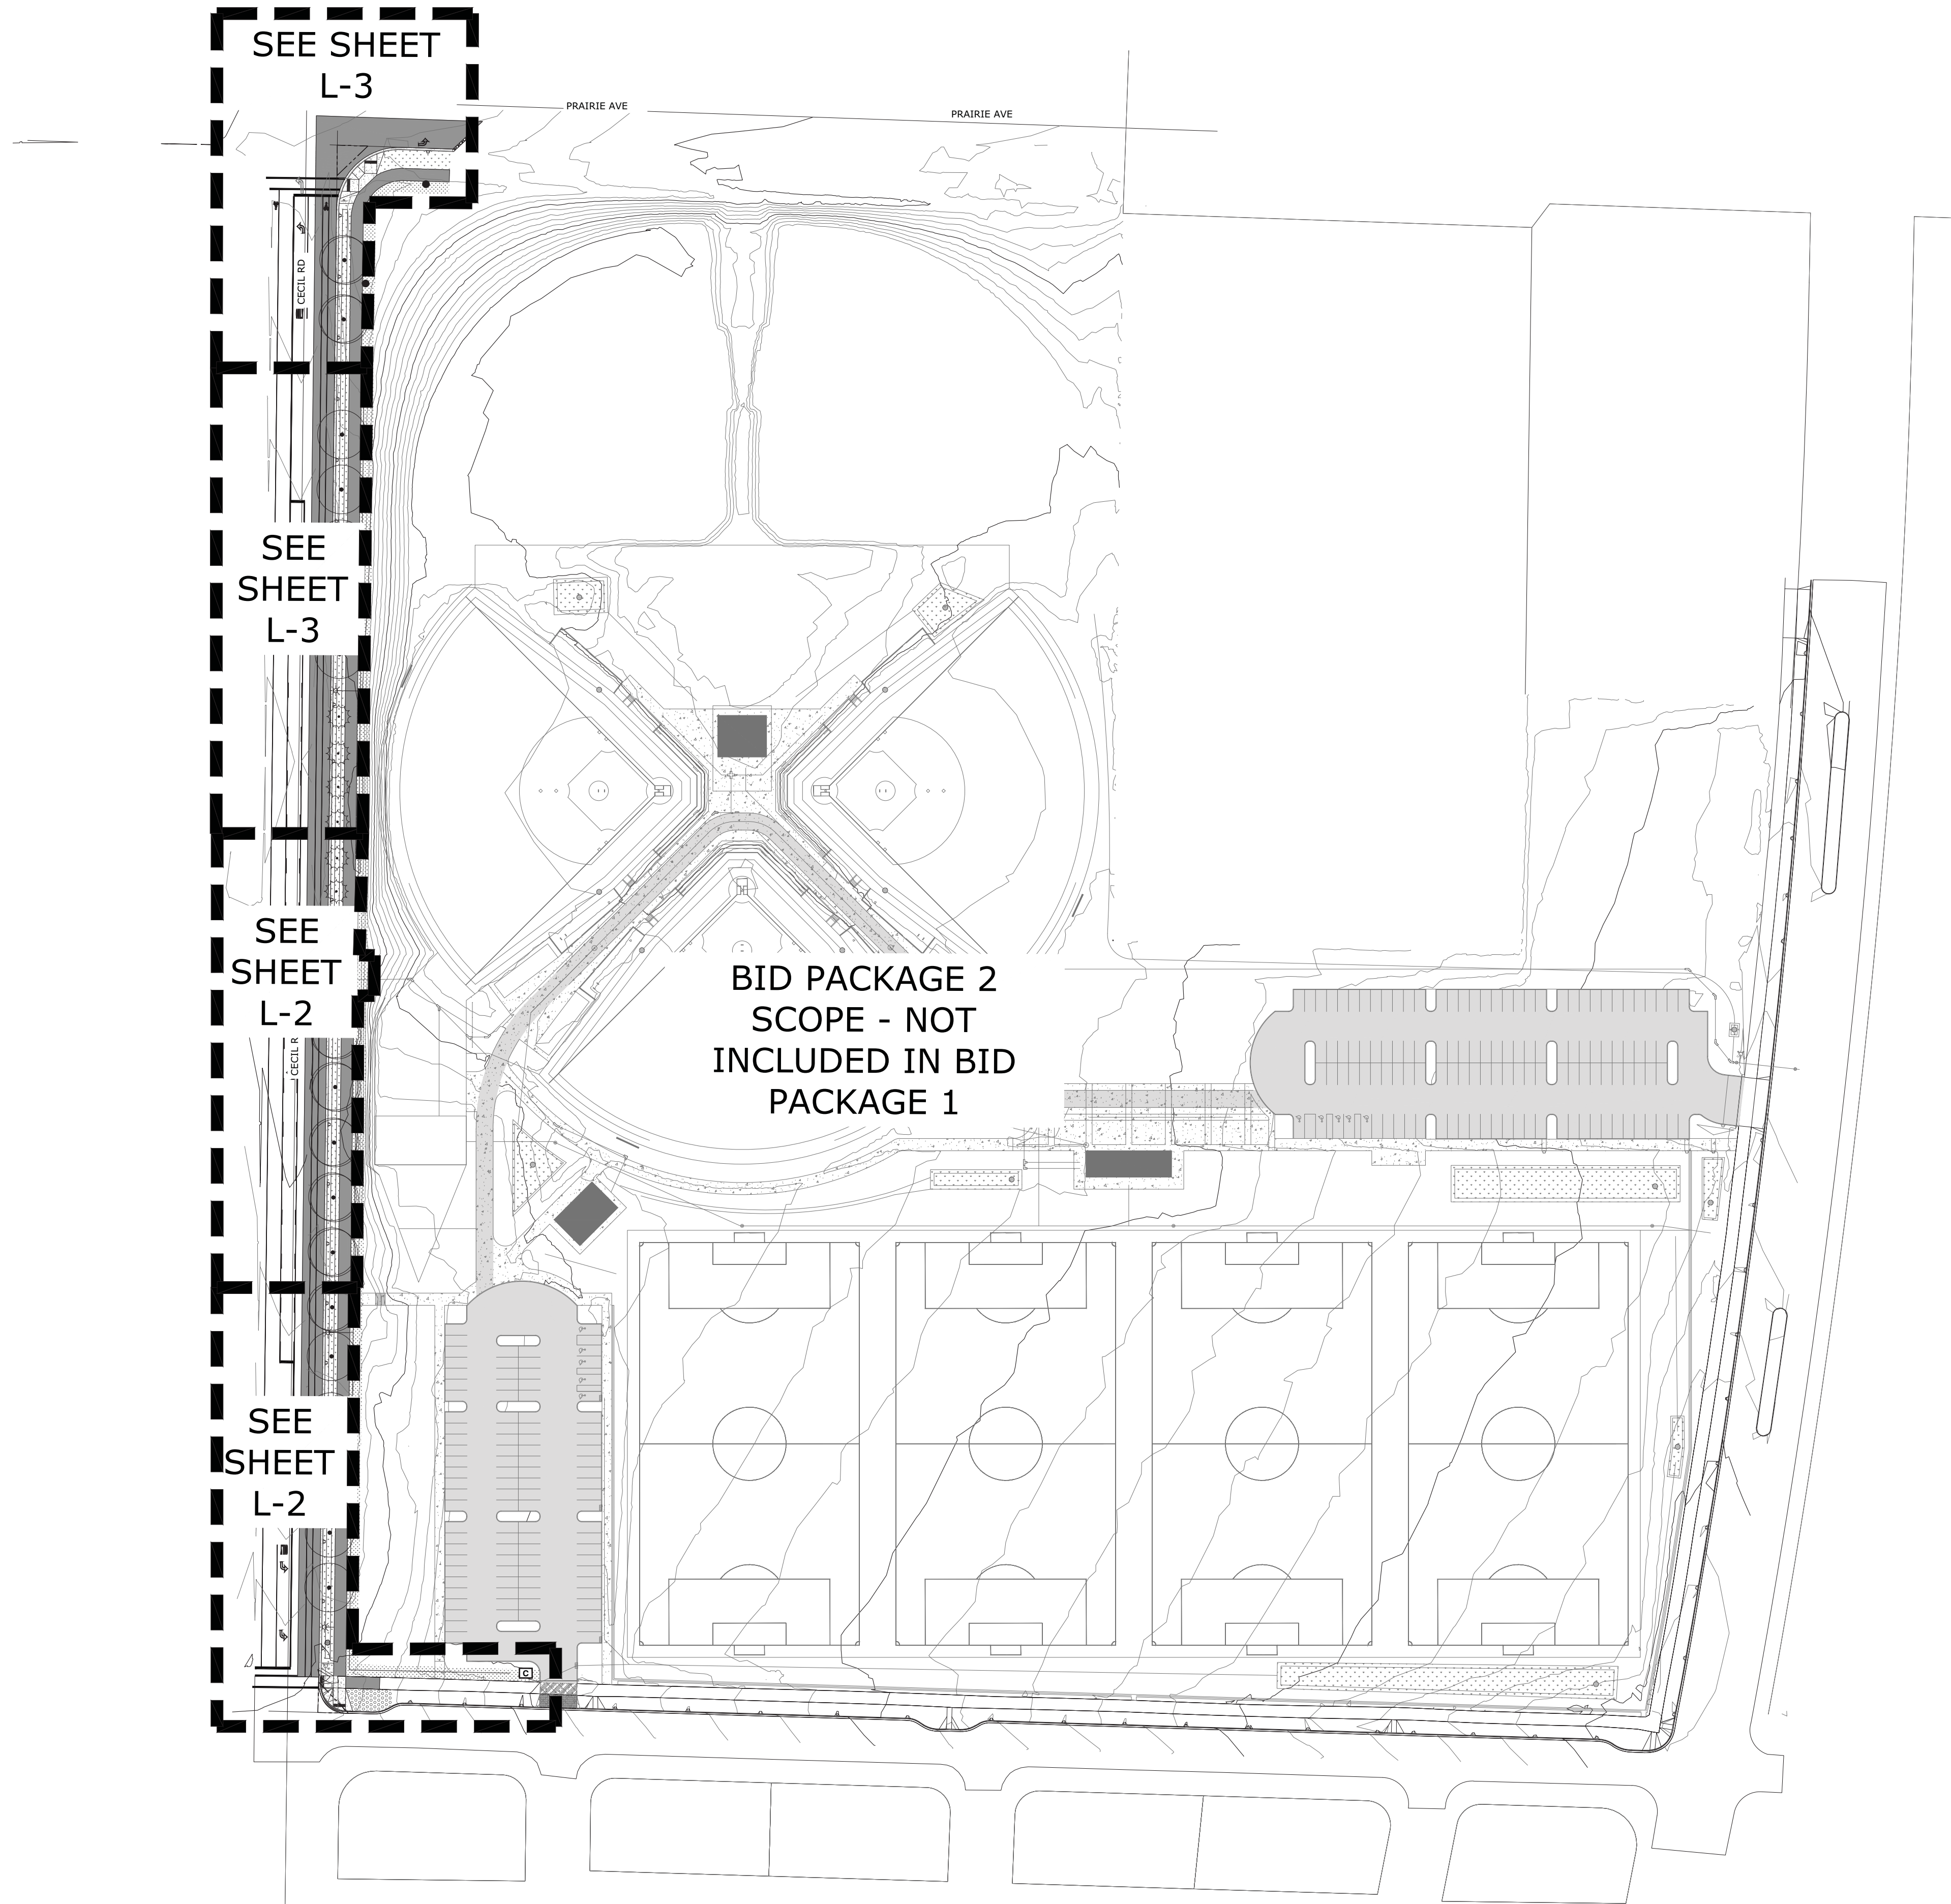 SEE SHEET
L-3
PRAIRIE AVE
PRAIRIE AVE
CECIL RD
SEE
SHEET
L-3
SEE
SHEET
L-2
CECIL R
BID PACKAGE 2
SCOPE - NOT
INCLUDED IN BID
PACKAGE 1
SEE
SHEET
L-2
C